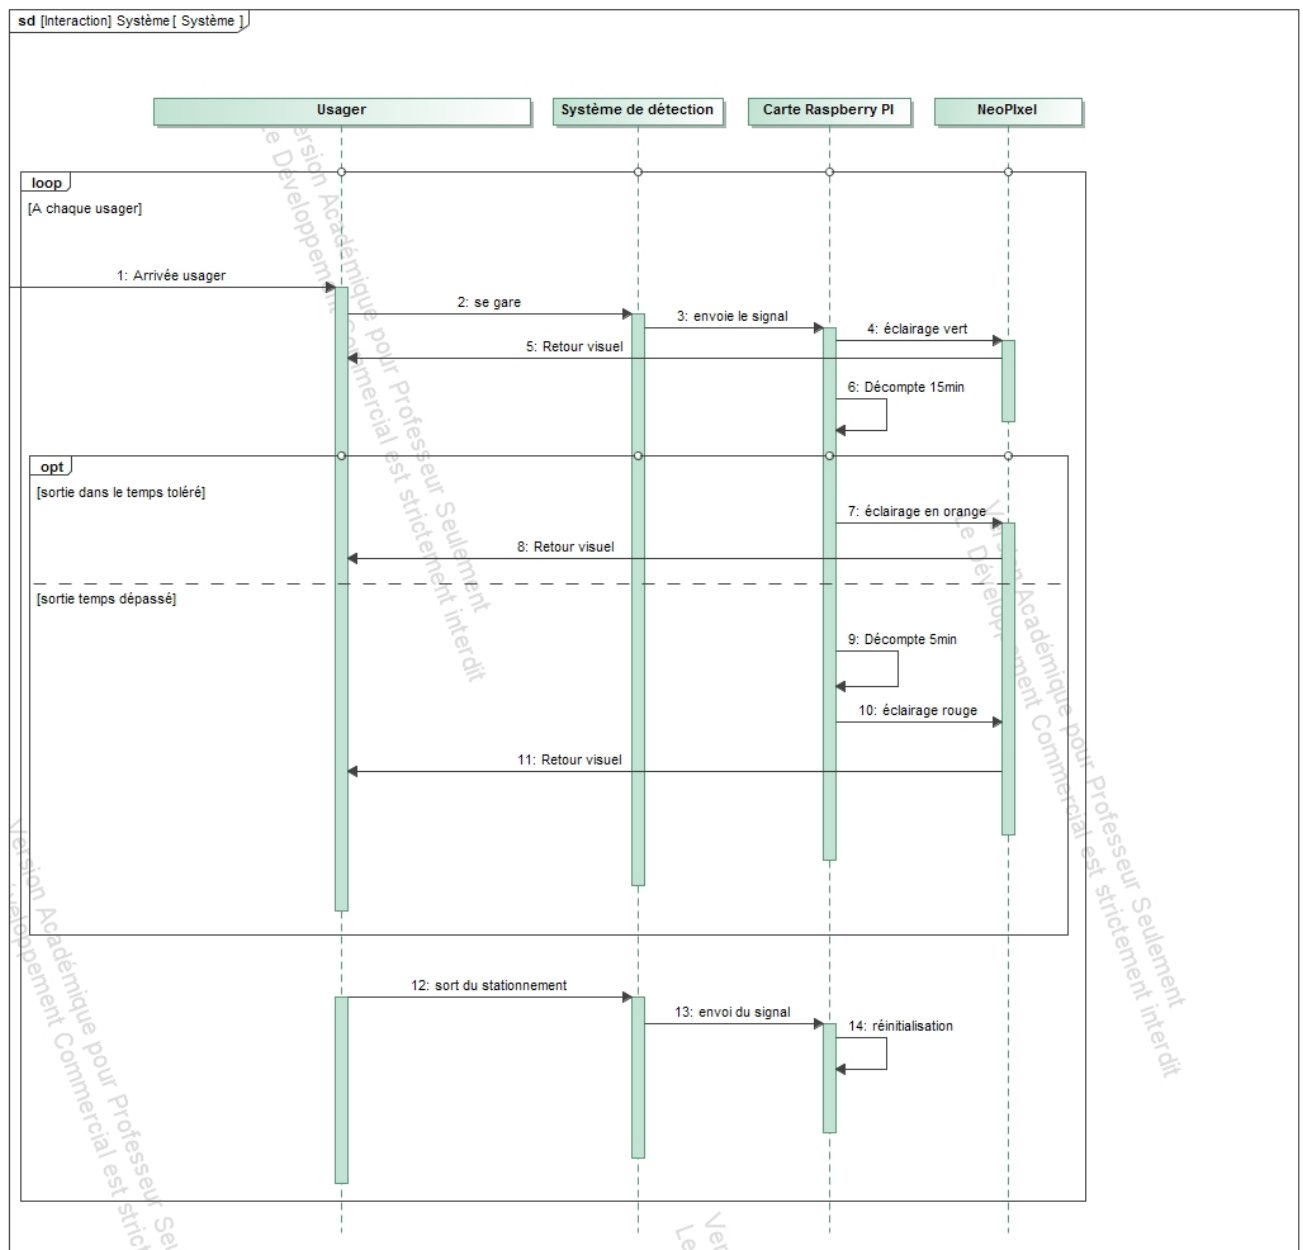 sd [Interaction] Système [ Système ]
Usager
Système de détection
Carte Raspberry PI
NeoPIxel
loop
[A chaque usager]
1: Arrivée usager
2: se gare
3: envoie le signal
4: éclairage vert
5: Retour visuel
6: Décompte 15min
opt
[sortie dans le temps toléré]
7: éclairage en orange
8: Retour visuel
[sortie temps dépassé]
9: Décompte 5min
10: éclairage rouge
11: Retour visuel
12: sort du stationnement
13: envoi du signal
14: réinitialisation
Version Académique pour Professeur Seulement
Le Développement Commercial est strictement interdit
Version Académique pour Professeur Seulement
Le Développement Commercial est strictement interdit
Version Académique pour Professeur Seu
éveloppement Commercial est strict
Ver
Le